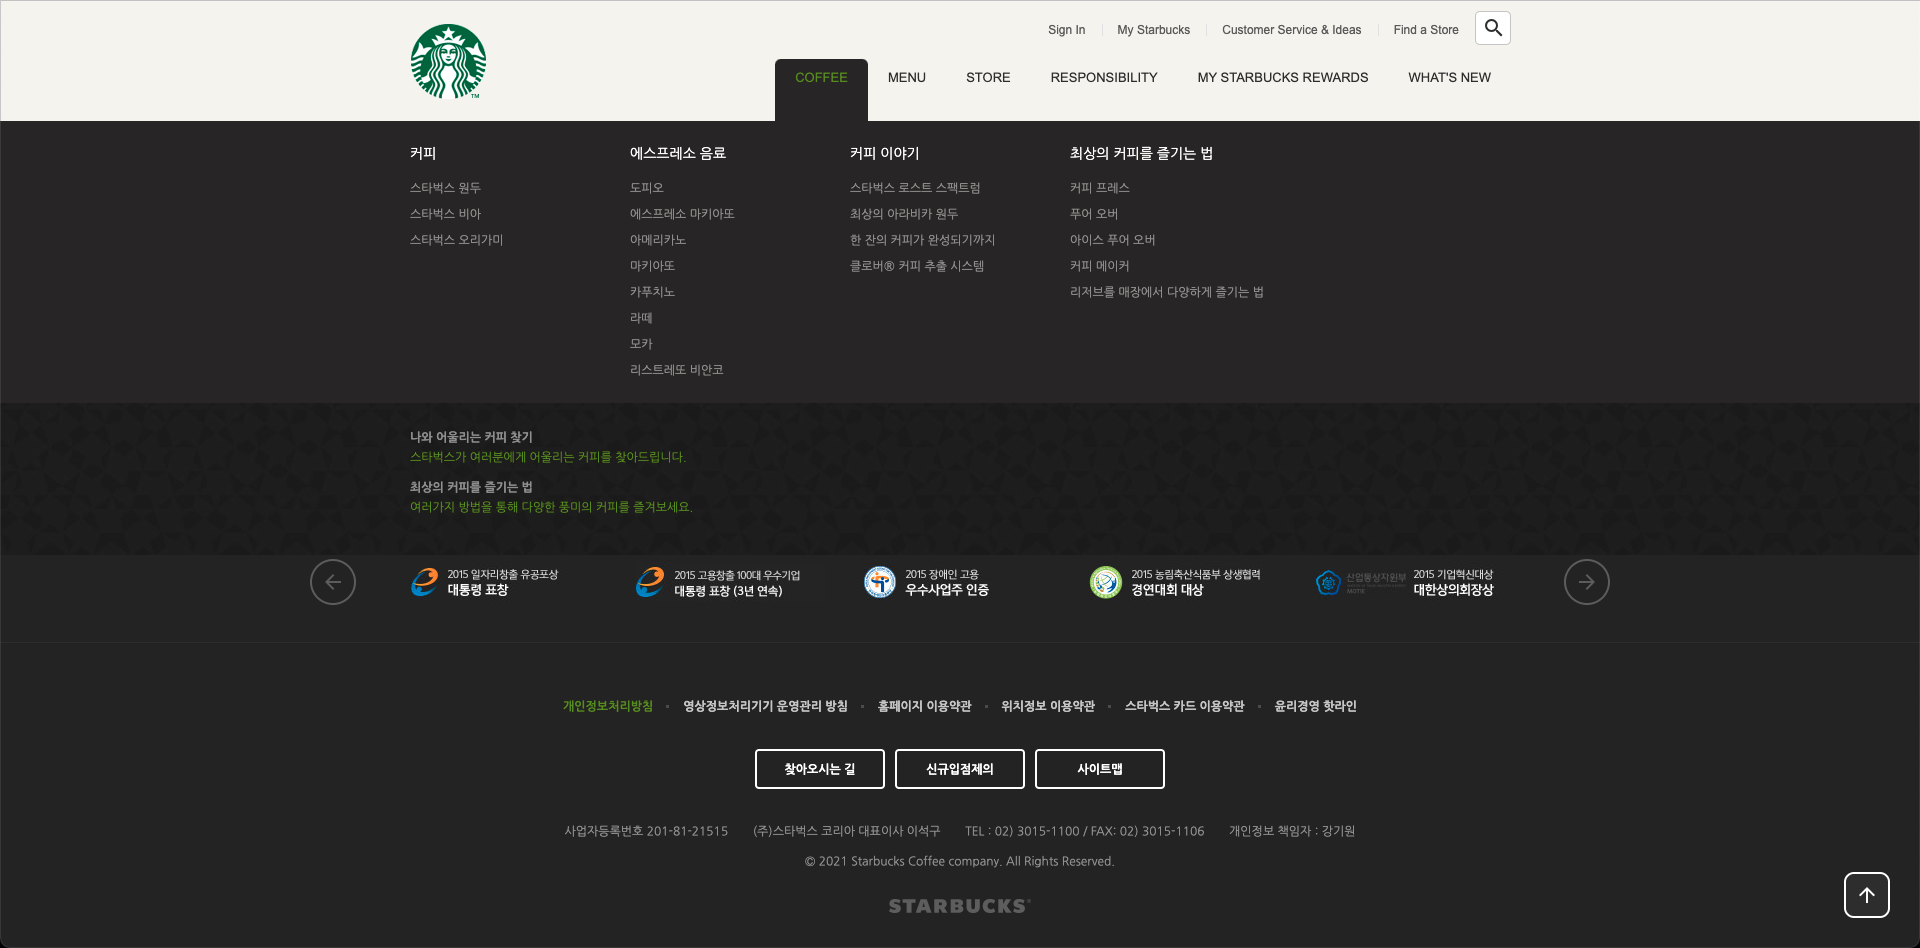 Sign In
My Starbucks
Customer Service & Ideas
Find a Store
COFFEE
MENU
STORE
RESPONSIBILITY
MY STARBUCKS REWARDS
WHAT'S NEW
TM
커피
스타벅스 원두
스타벅스 비아
스타벅스 오리가미
에스프레소 음료
도피오
에스프레소 마키아또
아메리카노
마키아또
카푸치노
라떼
모카
리스트레또 비안코
커피 이야기
스타벅스 로스트 스팩트럼
최상의 아라비카 원두
한 잔의 커피가 완성되기까지
클로버® 커피 추출 시스템
최상의 커피를 즐기는 법
커피 프레스
푸어 오버
아이스 푸어 오버
커피 메이커
리저브를 매장에서 다양하게 즐기는 법
나와 어울리는 커피 찾기
스타벅스가 여러분에게 어울리는 커피를 찾아드립니다.
최상의 커피를 즐기는 법
여러가지 방법을 통해 다양한 풍미의 커피를 즐겨보세요.
2015 일자리창출 유공포상
대통령 표창
2015 고용창출 100대 우수기업
대통령 표창 (3년 연속)
2015 장애인 고용
우수사업주 인증
2015 농림축산식품부 상생협력
경연대회 대상
산업통상자원부
MOTIE
2015 기업혁신대상
대한상의회장상
개인정보처리방침
영상정보처리기기 운영관리 방침
홈페이지 이용약관
위치정보 이용약관
스타벅스 카드 이용약관
윤리경영 핫라인
찾아오시는 길
신규입점제의
사이트맵
사업자등록번호 201-81-21515
(주)스타벅스 코리아 대표이사 이석구
TEL : 02) 3015-1100 / FAX: 02) 3015-1106
개인정보 책임자 : 강기원
© 2021 Starbucks Coffee company. All Rights Reserved.
STARBUCKS®